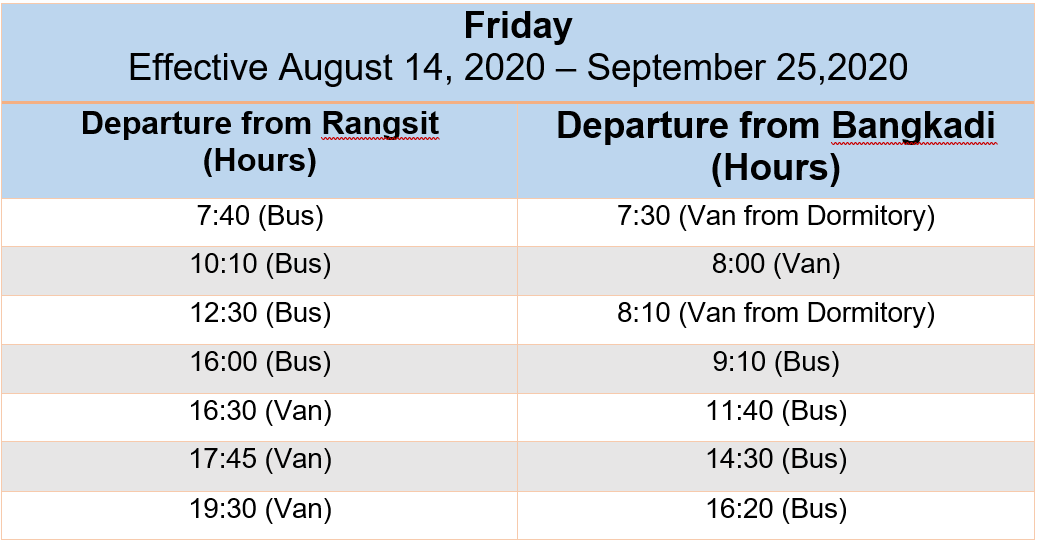 Friday
Effective August 14, 2020 – September 25,2020
Departure from Rangsit
(Hours)
Departure from Bangkadi
(Hours)
7:40 (Bus)
7:30 (Van from Dormitory)
10:10 (Bus)
8:00 (Van)
12:30 (Bus)
8:10 (Van from Dormitory)
16:00 (Bus)
9:10 (Bus)
16:30 (Van)
11:40 (Bus)
17:45 (Van)
14:30 (Bus)
19:30 (Van)
16:20 (Bus)